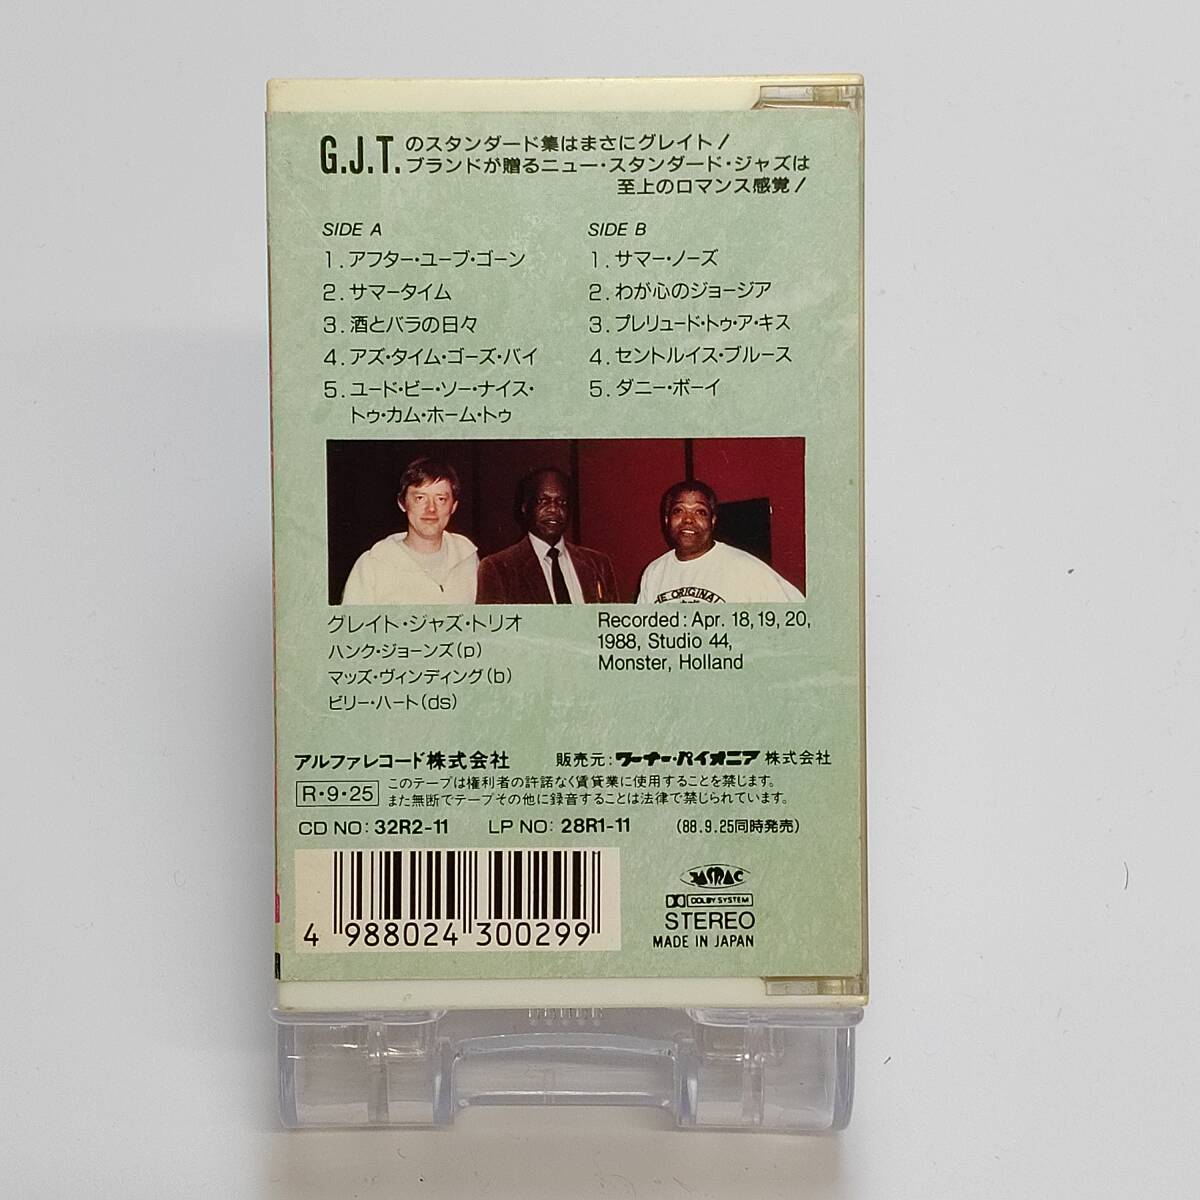 G.J.T.のスタンダード集はまさにグレイト!
ブランドが贈るニュー・スタンダード・ジャズは
至上のロマンス感覚!
SIDE A
1.アフター・ユーブ・ゴーン
2.サマータイム
3.酒とバラの日々
4.アズ・タイム・ゴーズ・バイ
5.ユード・ビー・ソー・ナイス・
トゥ・カム・ホーム・トゥ
SIDE B
1.サマー・ノーズ
2.わが心のジョージア
3.プレリュード・トゥ・ア・キス
4.セントルイス・ブルース
5.ダニー・ボーイ
THE ORIGINAL
グレイト・ジャズ・トリオ
ハンク・ジョーンズ(p)
マッズ・ヴィンディング(b)
ビリー・ハート(ds)
Recorded: Apr. 18, 19, 20,
1988, Studio 44,
Monster, Holland
アルファレコード株式会社 販売元:ワーナー・パイオニア株式会社
R・9・25
このテープは権利者の許諾なく賃貸業に使用することを禁じます。
また無断でテープその他に録音することは法律で禁じられています。
CD NO: 32R2-11 LP NO: 28R1-11 (88.9.25同時発売)
4 988024 300299
DOLBY SYSTEM
STEREO
MADE IN JAPAN